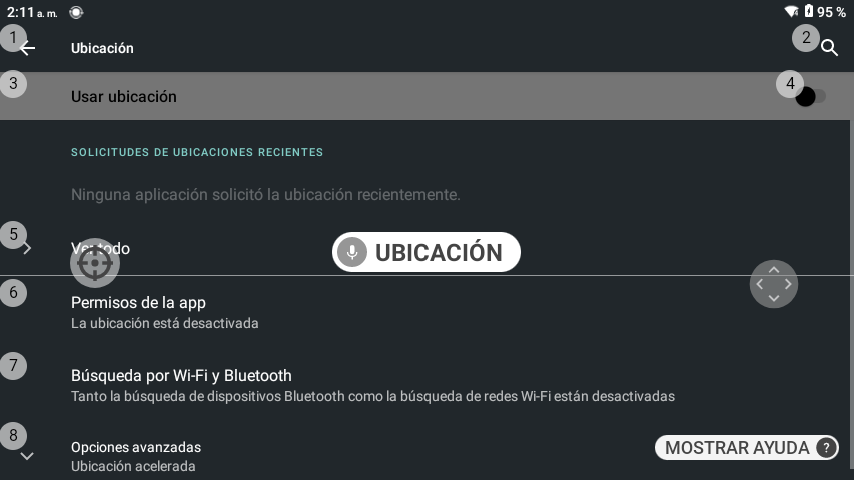 2:11 a. m. 95 %
1 Ubicación 2
3 Usar ubicación 4
SOLICITUDES DE UBICACIONES RECIENTES
Ninguna aplicación solicitó la ubicación recientemente.
5 Ver todo
UBICACIÓN
6 Permisos de la app
La ubicación está desactivada
7 Búsqueda por Wi-Fi y Bluetooth
Tanto la búsqueda de dispositivos Bluetooth como la búsqueda de redes Wi-Fi están desactivadas
8 Opciones avanzadas
Ubicación acelerada
MOSTRAR AYUDA ?